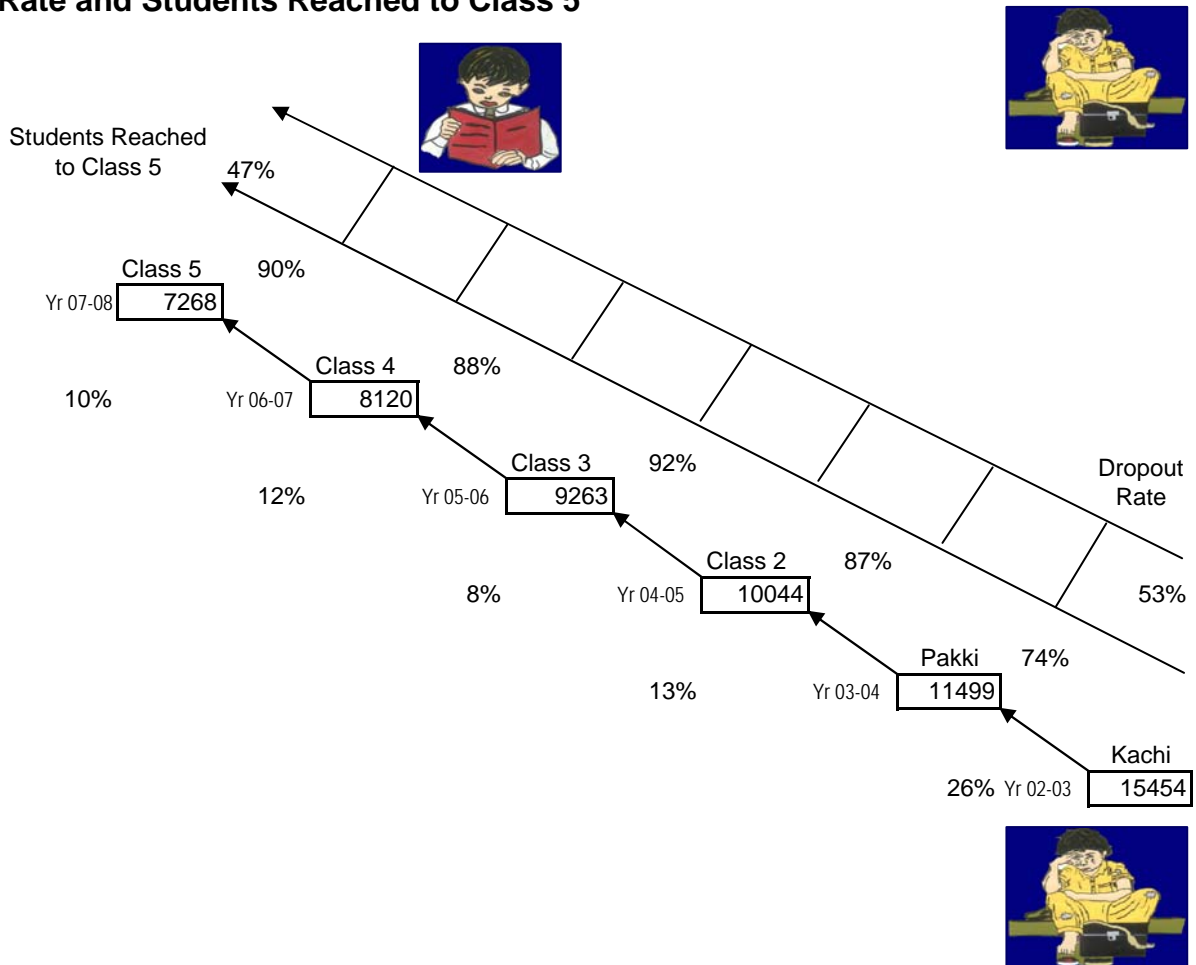 Rate and Students Reached to Class 5
Students Reached
to Class 5
47%
Class 5
90%
Yr 07-08
7268
Class 4
88%
10%
Yr 06-07
8120
Class 3
92%
12%
Yr 05-06
9263
Dropout
Rate
Class 2
87%
8%
Yr 04-05
10044
53%
Pakki
74%
13%
Yr 03-04
11499
Kachi
26%
Yr 02-03
15454